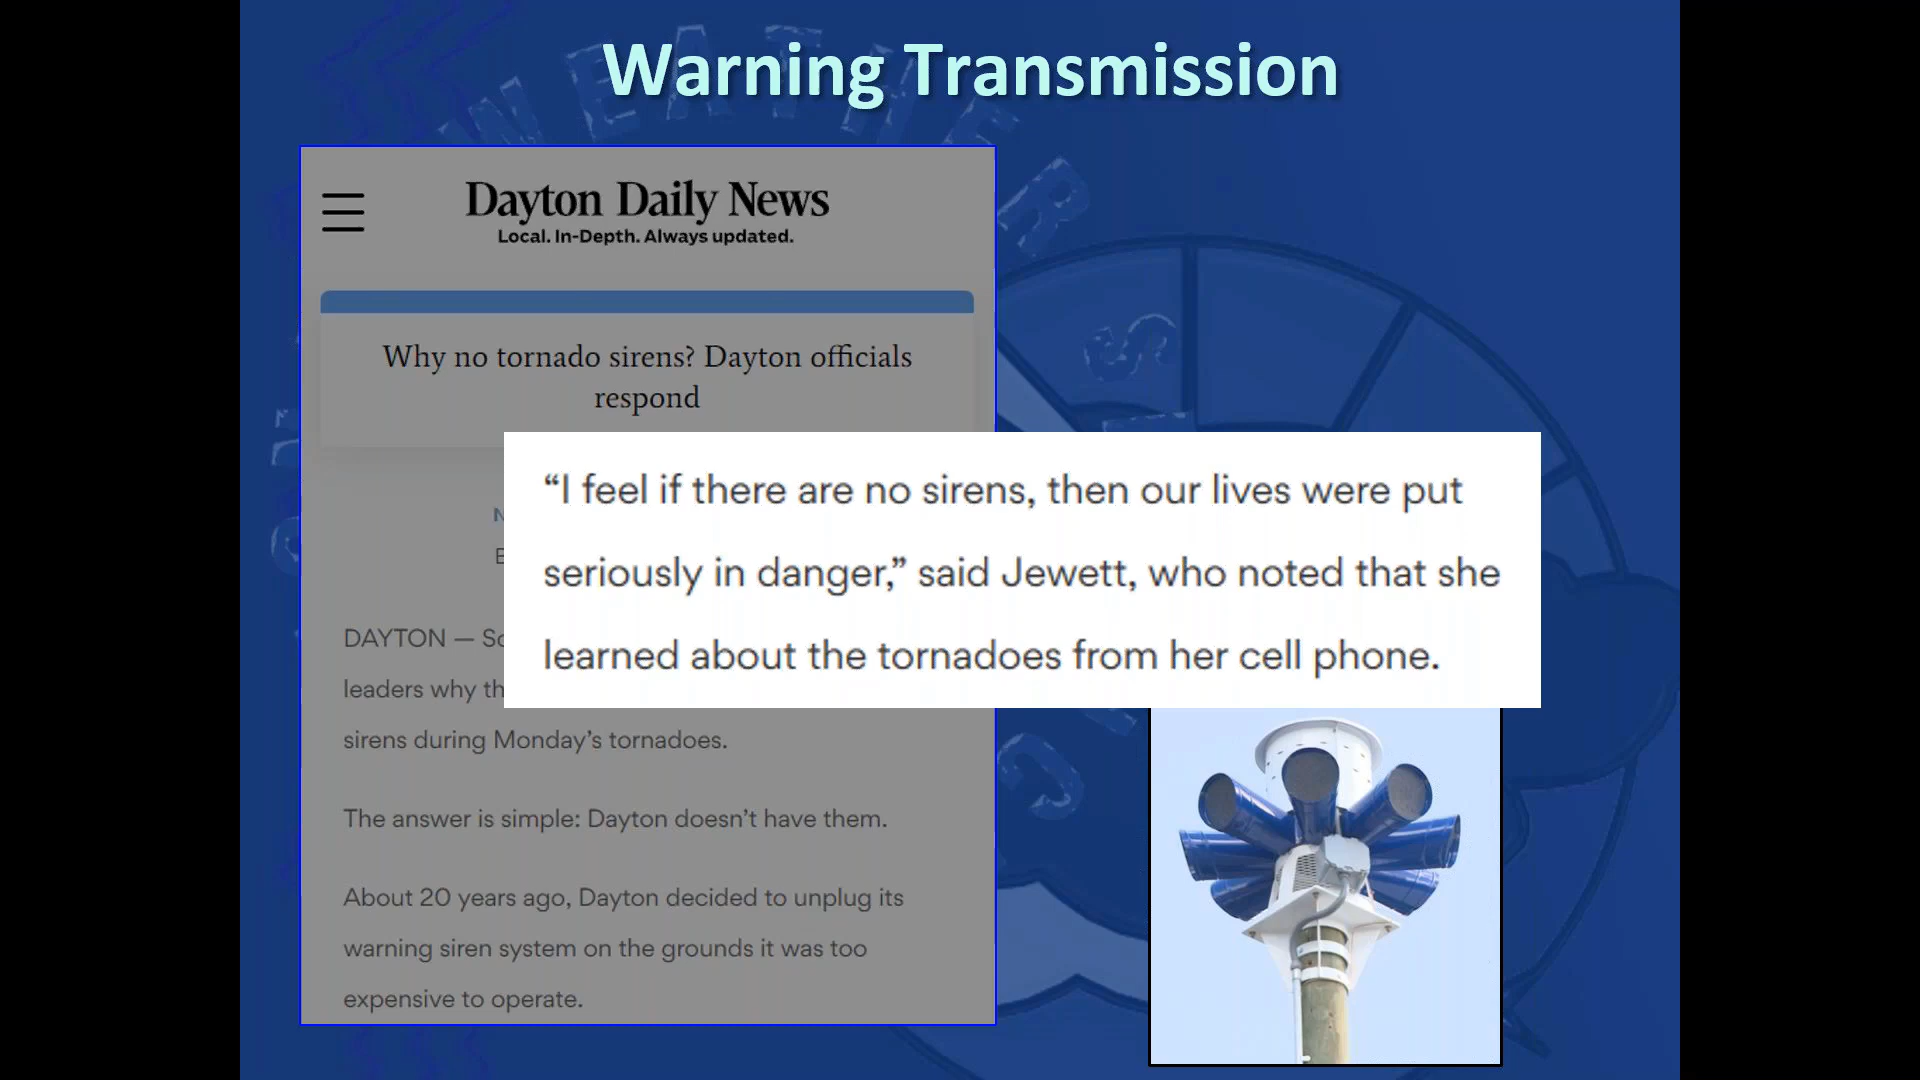 Warning Transmission
Dayton Daily News
Local. In-Depth. Always updated.
Why no tornado sirens? Dayton officials
respond
“I feel if there are no sirens, then our lives were put
seriously in danger,” said Jewett, who noted that she
learned about the tornadoes from her cell phone.
DAYTON —
leaders why
sirens during Monday’s tornadoes.
The answer is simple: Dayton doesn’t have them.
About 20 years ago, Dayton decided to unplug its
warning siren system on the grounds it was too
expensive to operate.